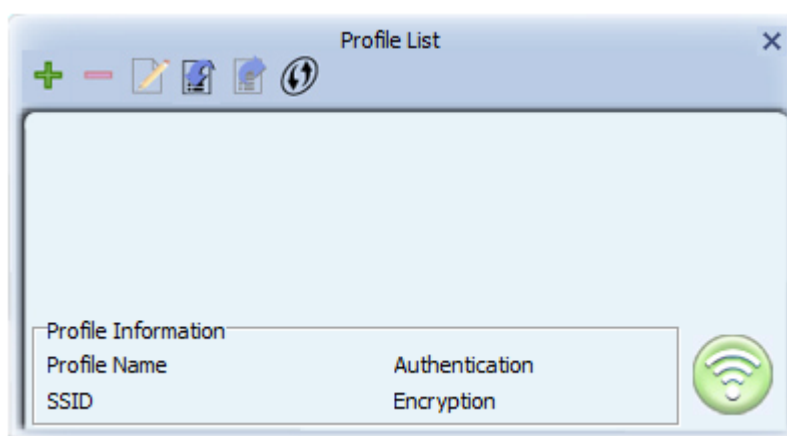 Profile List
Profile Information
Profile Name
Authentication
SSID
Encryption